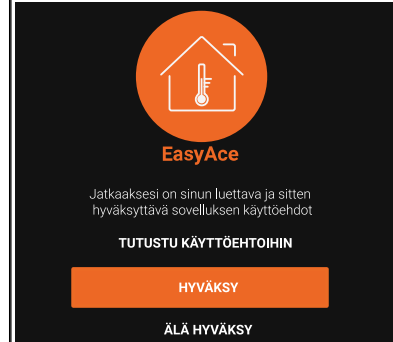 EasyAce
Jatkaaksesi on sinun luettava ja sitten
hyväksyttävä sovelluksen käyttöehdot
TUTUSTU KÄYTTÖEHTOIHIN
HYVÄKSY
ÄLÄ HYVÄKSY